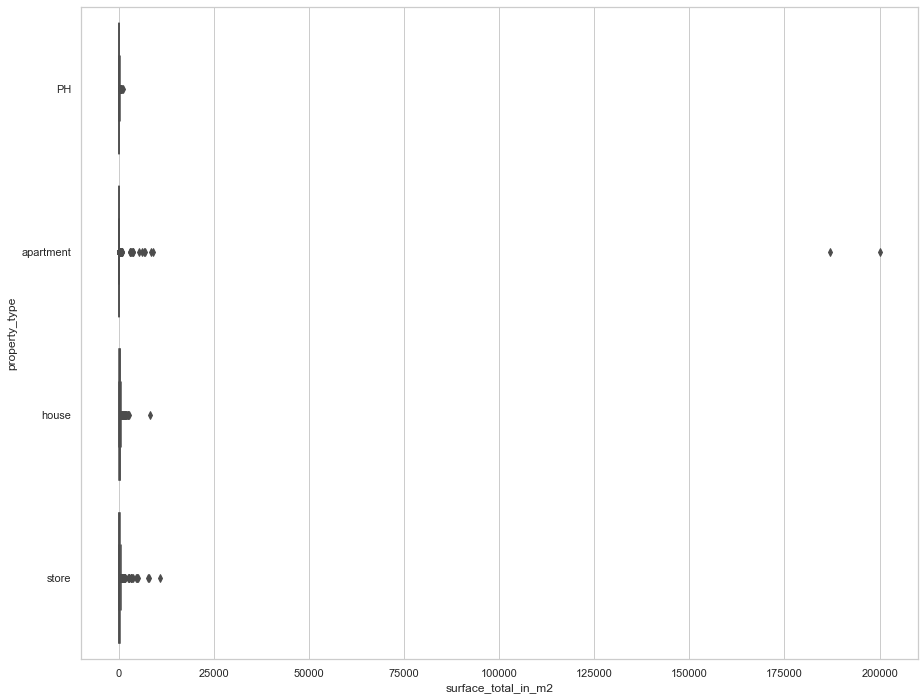 PH
apartment
house
store
property_type
0 25000 50000 75000 100000 125000 150000 175000 200000
surface_total_in_m2